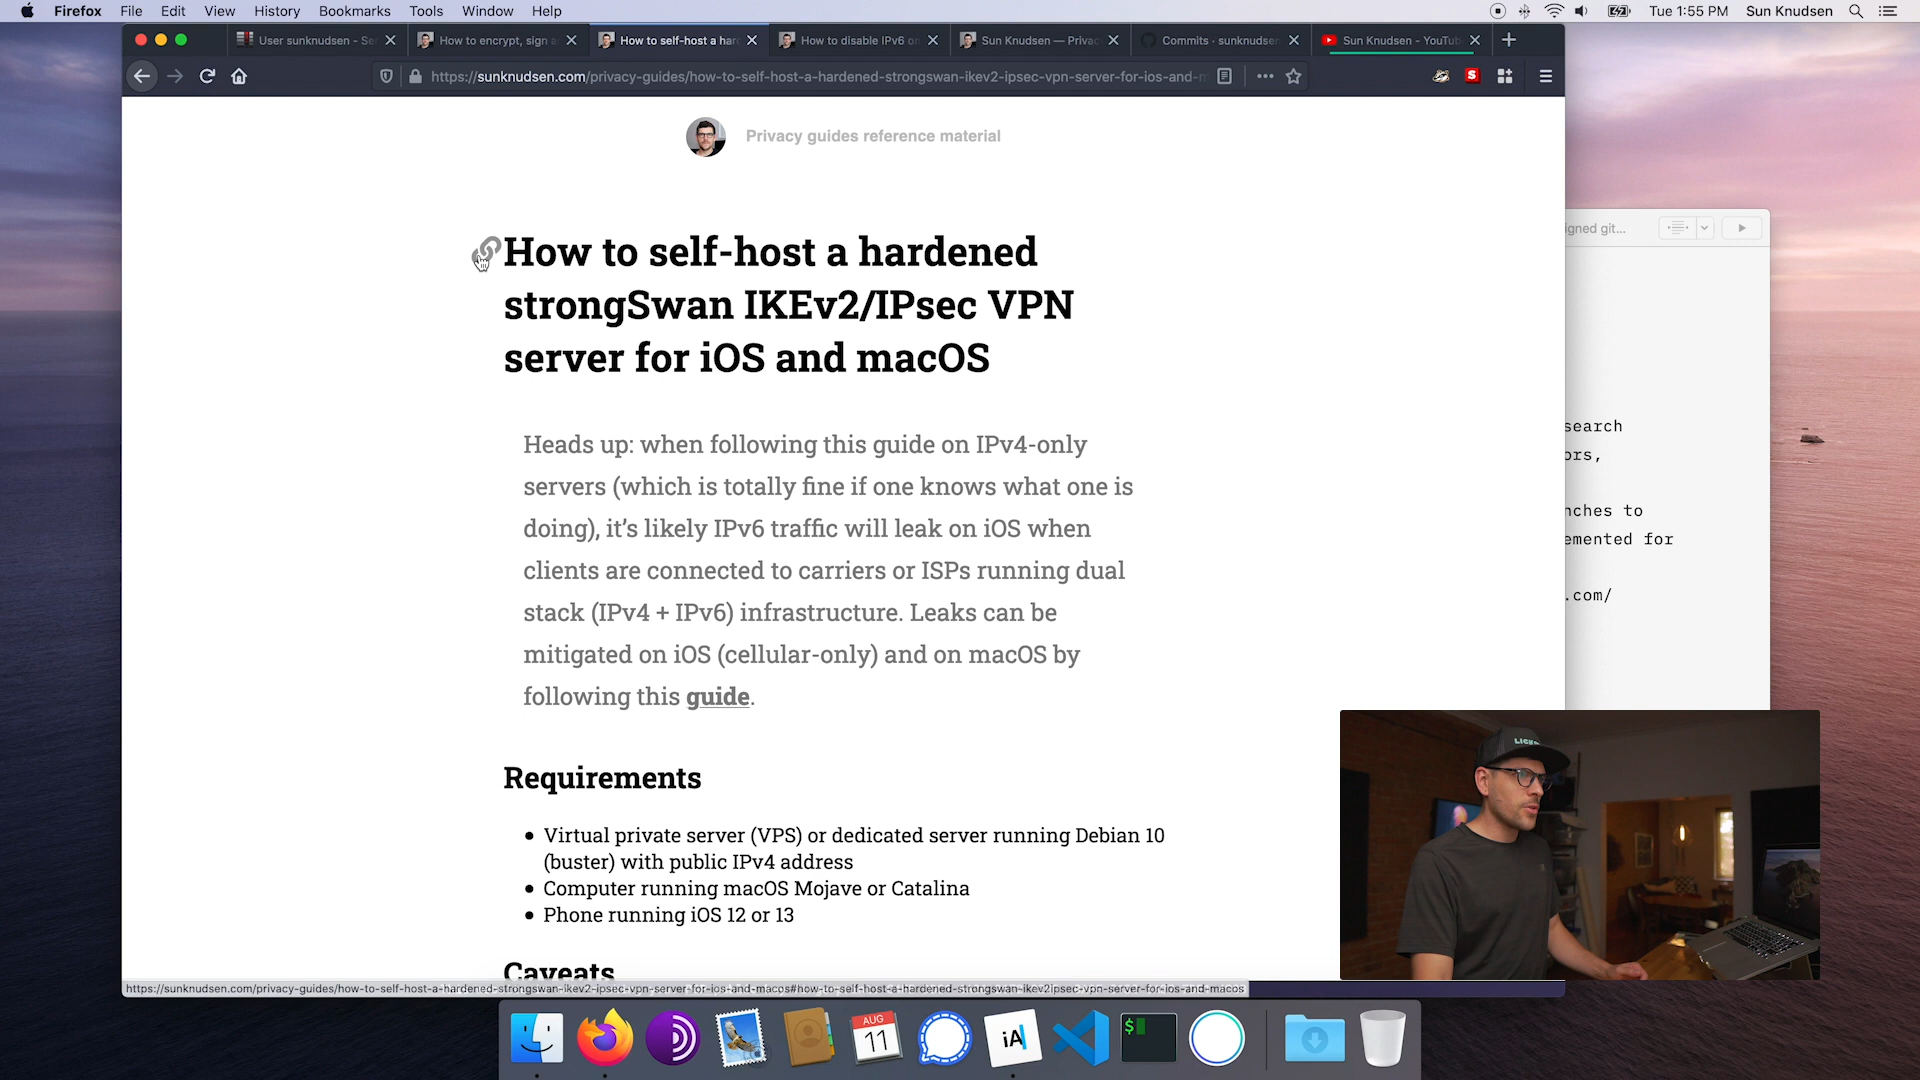 Firefox File Edit View History Bookmarks Tools Window Help
Tue 1:55 PM Sun Knudsen
User sunknudsen - Se
How to encrypt, sign a
How to self-host a har
How to disable IPv6 on
Sun Knudsen — Privac
Commits · sunknudsen
Sun Knudsen - YouTub
https://sunknudsen.com/privacy-guides/how-to-self-host-a-hardened-strongswan-ikev2-ipsec-vpn-server-for-ios-and-m
S
Privacy guides reference material
How to self-host a hardened
strongSwan IKEv2/IPsec VPN
server for iOS and macOS
Heads up: when following this guide on IPv4-only
servers (which is totally fine if one knows what one is
doing), it’s likely IPv6 traffic will leak on iOS when
clients are connected to carriers or ISPs running dual
stack (IPv4 + IPv6) infrastructure. Leaks can be
mitigated on iOS (cellular-only) and on macOS by
following this guide.
Requirements
• Virtual private server (VPS) or dedicated server running Debian 10
(buster) with public IPv4 address
• Computer running macOS Mojave or Catalina
• Phone running iOS 12 or 13
Caveats
https://sunknudsen.com/privacy-guides/how-to-self-host-a-hardened-strongswan-ikev2-ipsec-vpn-server-for-ios-and-macos#how-to-self-host-a-hardened-strongswan-ikev2ipsec-vpn-server-for-ios-and-macos
igned git...
search
ors,
nches to
emented for
.com/
AUG
11
iA
$